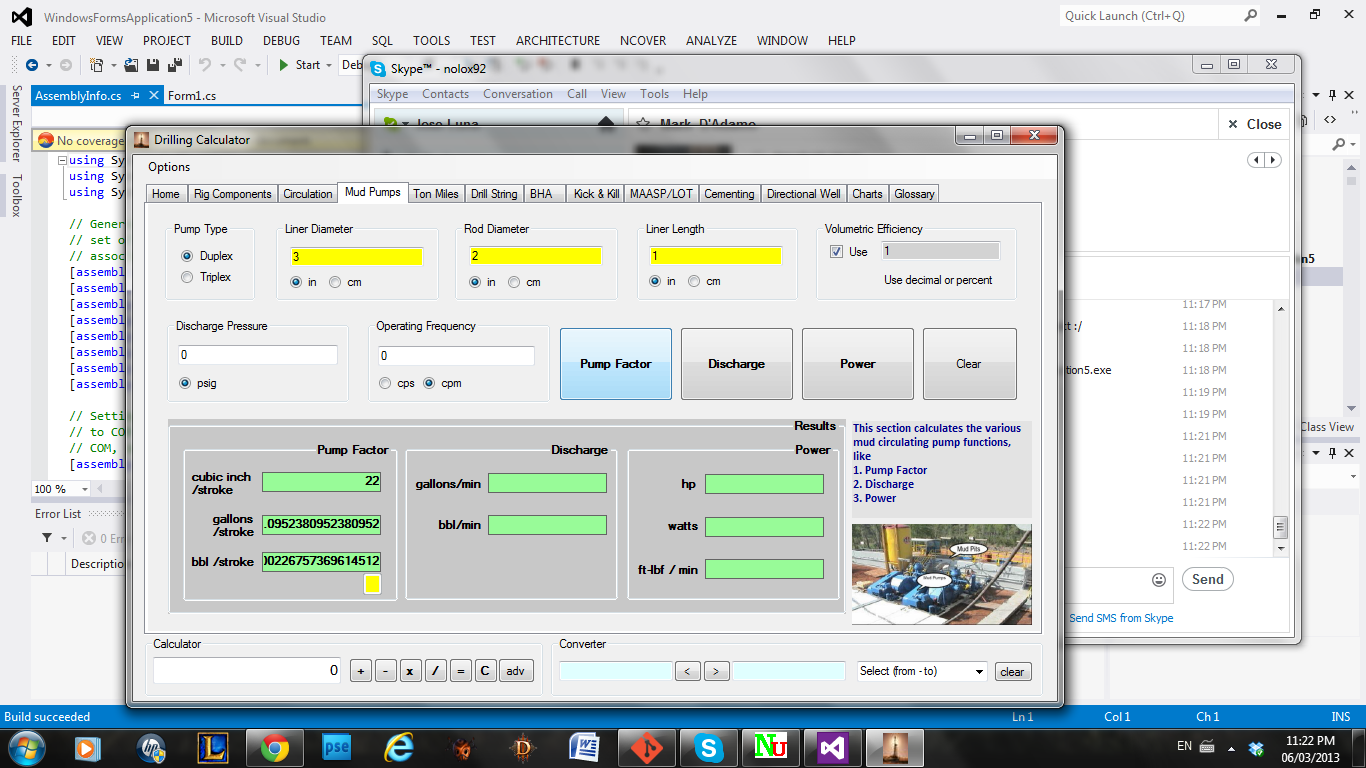 WindowsFormsApplication5 - Microsoft Visual Studio
Quick Launch (Ctrl+Q)
FILE EDIT VIEW PROJECT BUILD DEBUG TEAM SQL TOOLS TEST ARCHITECTURE NCOVER ANALYZE WINDOW HELP
Start
Skype™ - nolox92
Skype Contacts Conversation Call View Tools Help
Server Explorer
Toolbox
AssemblyInfo.cs Form1.cs
Jose Luna
Mark D'Adamo
Close
No coverage
Drilling Calculator
Options
Home Rig Components Circulation Mud Pumps Ton Miles Drill String BHA Kick & Kill MAASP/LOT Cementing Directional Well Charts Glossary
using Sy
using Sy
using Sy
// Gener
// set o
// assoc
[assembl
[assembl
[assembl
[assembl
[assembl
[assembl
[assembl
[assembl
// Setti
// to CO
// COM,
[assembl
Pump Type
Duplex
Triplex
Liner Diameter
3
in cm
Rod Diameter
2
in cm
Liner Length
1
in cm
Volumetric Efficiency
Use 1
Use decimal or percent
Discharge Pressure
0
psig
Operating Frequency
0
cps cpm
Pump Factor
Discharge
Power
Clear
Results
Pump Factor
cubic inch
/stroke
22
gallons
/stroke
.0952380952380952
bbl /stroke
0022675736961451​2
Discharge
gallons/min
bbl/min
Power
hp
watts
ft-lbf / min
This section calculates the various
mud circulating pump functions,
like
1. Pump Factor
2. Discharge
3. Power
Mud Pits
Mud Pumps
n5
11:17 PM
ct :/ 11:18 PM
11:18 PM
tion5.exe 11:18 PM
11:19 PM
11:19 PM
11:21 PM
11:21 PM
11:21 PM
11:21 PM
11:22 PM
11:22 PM
Send
Send SMS from Skype
Class View
100 %
Error List
0 Erro
Descriptio
Calculator
0
+ - x / = C adv
Converter
< >
Select (from - to)
clear
Build succeeded
Ln 1 Col 1 Ch 1 INS
hp
L
pse
D
W
S
Nu
EN
11:22 PM
06/03/2013